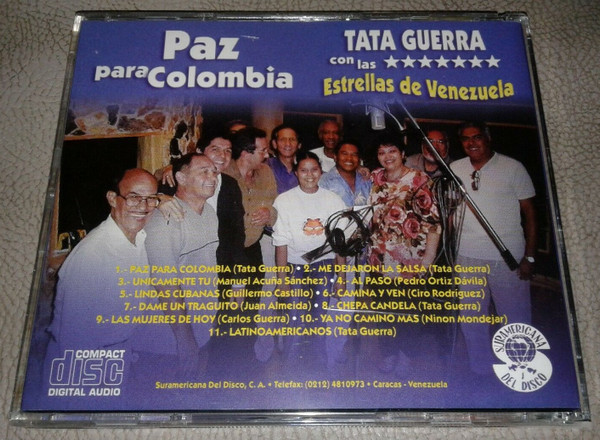 Paz
para Colombia
TATA GUERRA
con las ★★★★★★★
Estrellas de Venezuela
1.- PAZ PARA COLOMBIA (Tata Guerra) • 2.- ME DEJARON LA SALSA (Tata Guerra)
3.- UNICAMENTE TU (Manuel Acuña Sánchez) • 4.- AL PASO (Pedro Ortiz Dávila)
5.- LINDAS CUBANAS (Guillermo Castillo) • 6.- CAMINA Y VEN (Ciro Rodríguez)
7.- DAME UN TRAGUITO (Juan Almeida) • 8.- CHEPA CANDELA (Tata Guerra)
9.- LAS MUJERES DE HOY (Carlos Guerra) • 10.- YA NO CAMINO MAS (Ninon Mondejar)
11.- LATINOAMERICANOS (Tata Guerra)
COMPACT
disc
DIGITAL AUDIO
SURAMERICANA
DEL DISCO
Suramericana Del Disco, C. A. • Telefax: (0212) 4810973 • Caracas - Venezuela